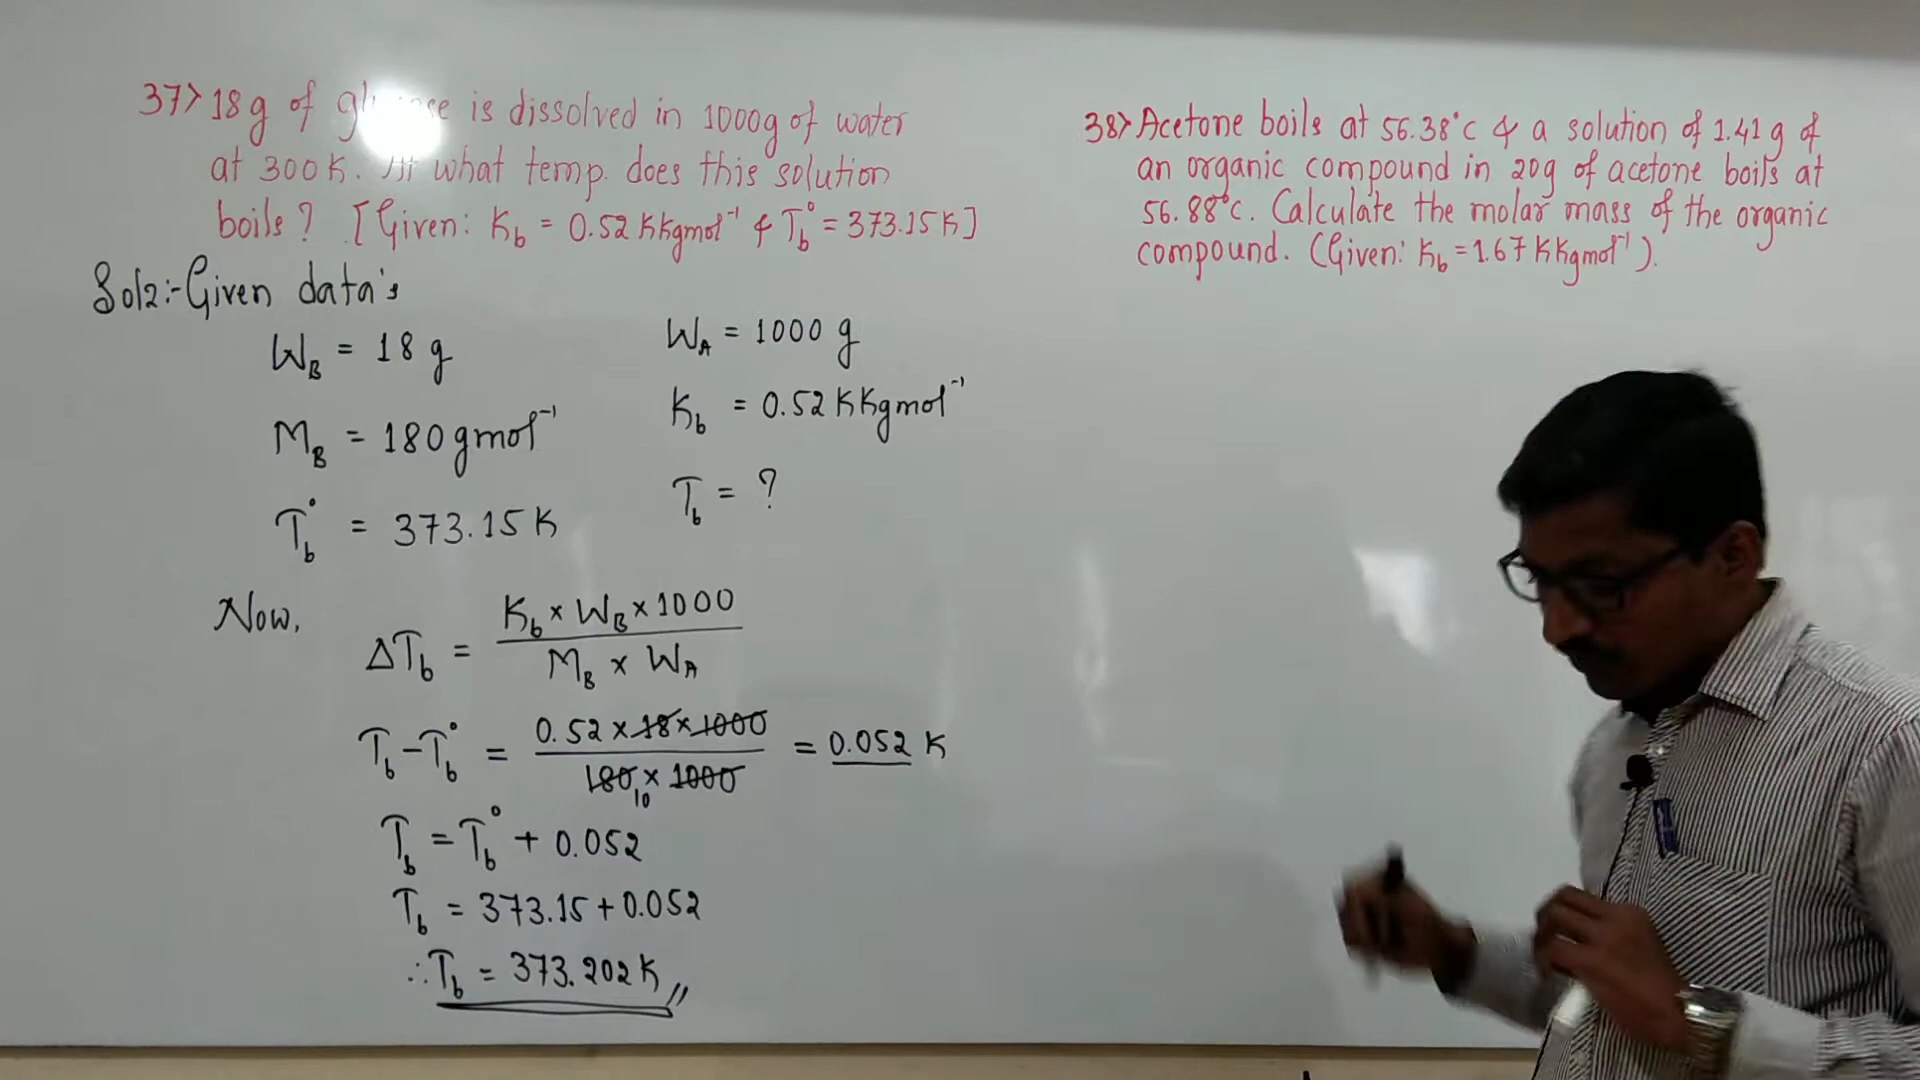 37> 18g of is dissolved in 1000g of water
at 300K. what temp. does this solution
boils? [Given: Kb = 0.52 KKgmol⁻¹ & Tb° = 373.15K]
Soln:- Given data's
WB = 18 g
WA = 1000 g
MB = 180 gmol⁻¹
Kb = 0.52 KKgmol⁻¹
Tb° = 373.15 K
Tb = ?
Now,
Kb × WB × 1000
ΔTb =
MB × WA
0.52 × 18 × 1000
Tb - Tb° = = 0.052 K
180 × 1000
10
Tb = Tb° + 0.052
Tb = 373.15 + 0.052
∴ Tb = 373.202 K //
38> Acetone boils at 56.38°c & a solution of 1.41 g of
an organic compound in 20g of acetone boils at
56.88°c. Calculate the molar mass of the organic
compound. (Given: Kb = 1.67 KKgmol⁻¹).